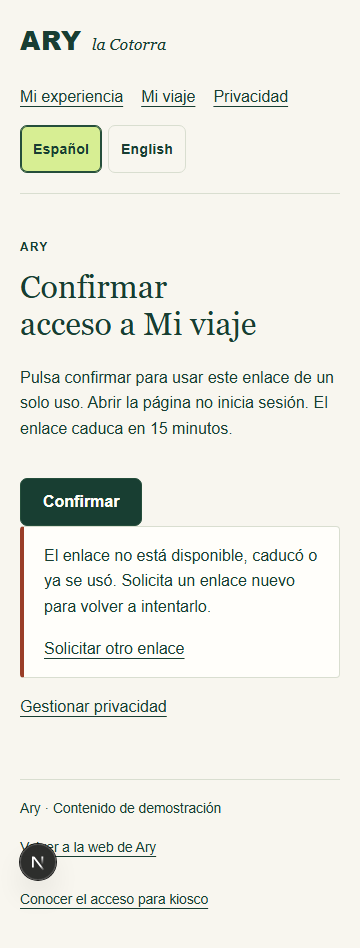 ARY la Cotorra
Mi experiencia Mi viaje Privacidad
Español English
ARY
Confirmar
acceso a Mi viaje
Pulsa confirmar para usar este enlace de un
solo uso. Abrir la página no inicia sesión. El
enlace caduca en 15 minutos.
Confirmar
El enlace no está disponible, caducó o
ya se usó. Solicita un enlace nuevo
para volver a intentarlo.
Solicitar otro enlace
Gestionar privacidad
Ary · Contenido de demostración
Volver a la web de Ary
N
Conocer el acceso para kiosco